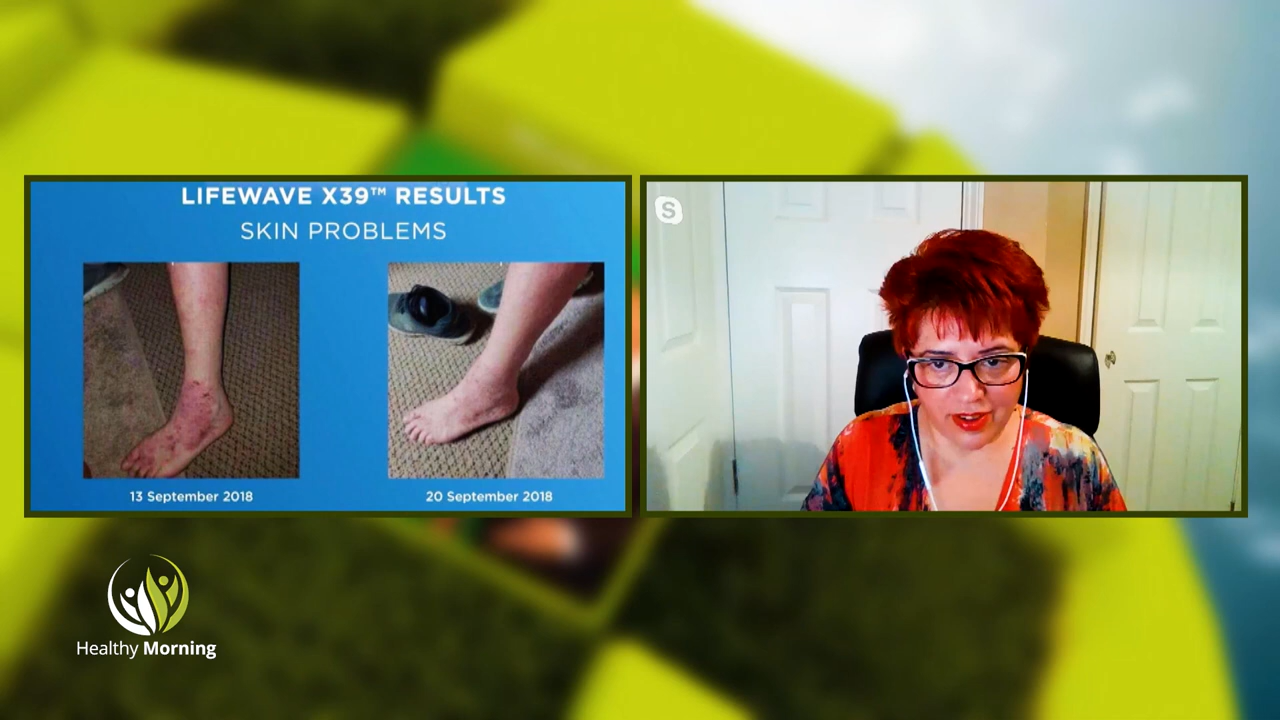 LIFEWAVE X39™ RESULTS
SKIN PROBLEMS
13 September 2018
20 September 2018
S
Healthy Morning